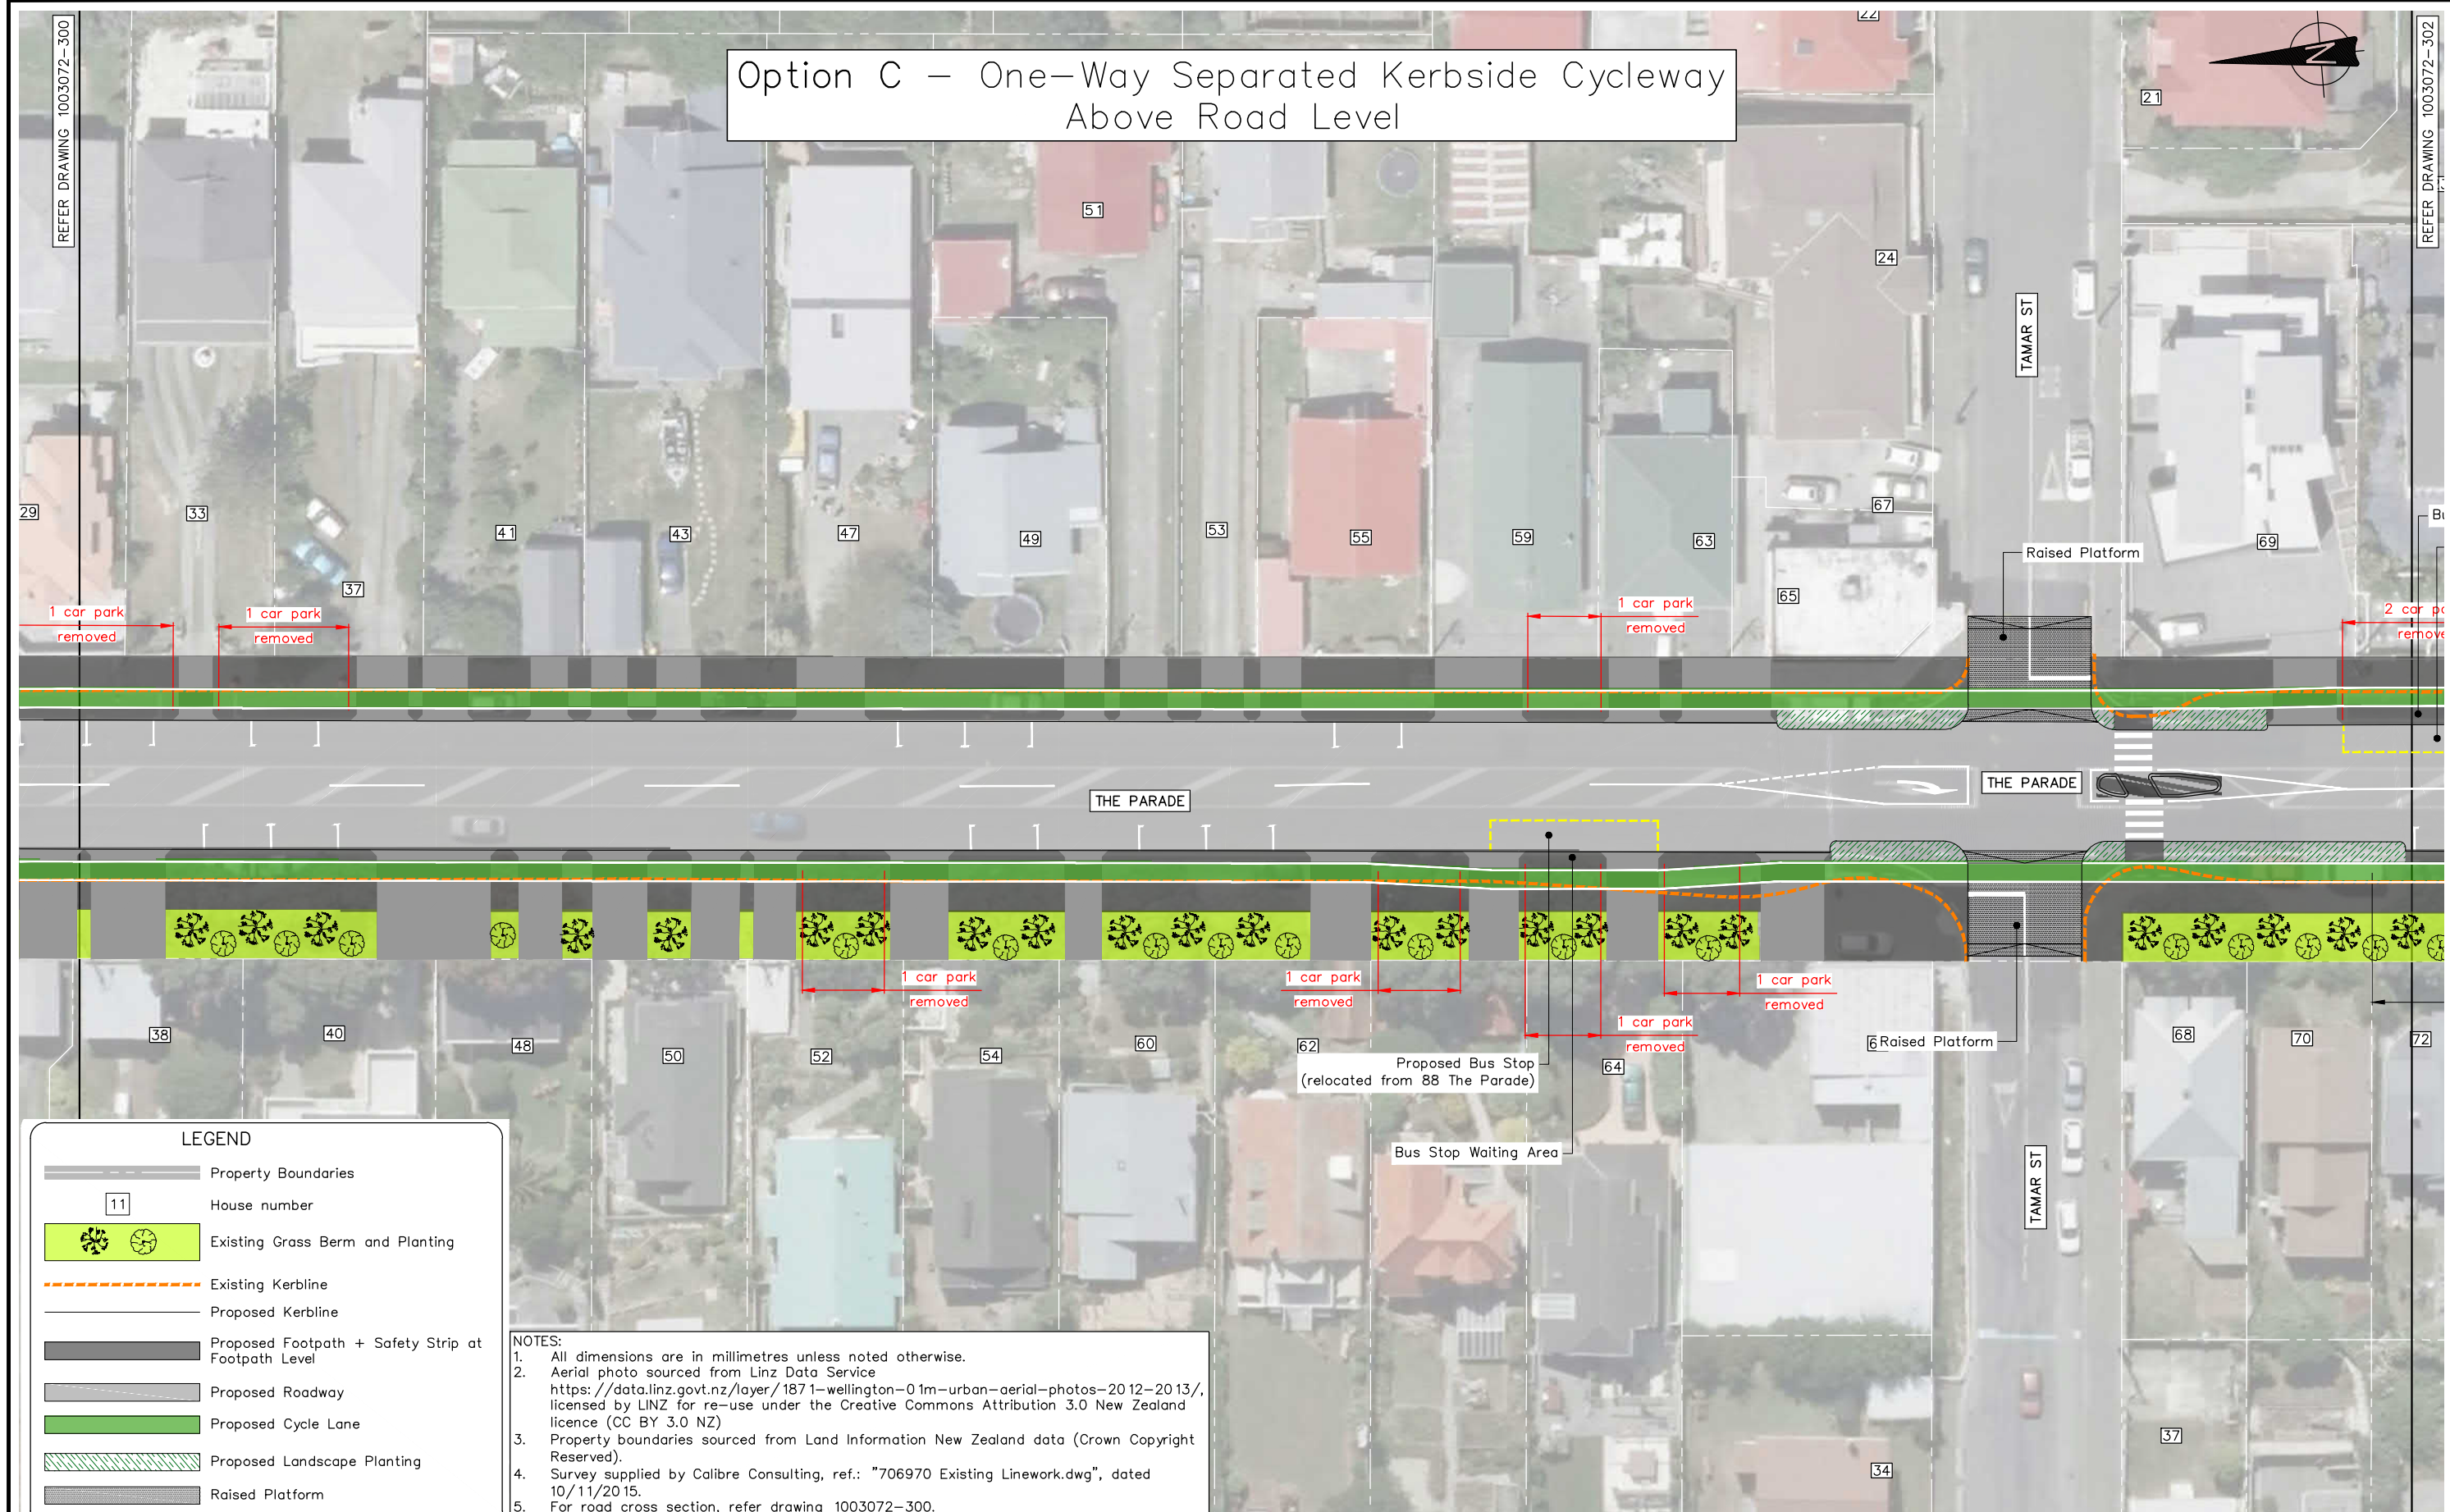 REFER DRAWING 1003072-300
Option C - One-Way Separated Kerbside Cycleway
Above Road Level
22
21
REFER DRAWING 1003072-302
51
24
TAMAR ST
29
33
37
41
43
47
49
53
55
59
63
67
65
69
Raised Platform
1 car park
removed
1 car park
removed
1 car park
removed
2 car
THE PARADE
THE PARADE
1 car park
removed
1 car park
removed
1 car park
removed
1 car park
removed
38
40
48
50
52
54
60
62
64
6
Raised Platform
68
70
72
Proposed Bus Stop
(relocated from 88 The Parade)
Bus Stop Waiting Area
TAMAR ST
37
34
LEGEND
Property Boundaries
11
House number
Existing Grass Berm and Planting
Existing Kerbline
Proposed Kerbline
Proposed Footpath + Safety Strip at
Footpath Level
Proposed Roadway
Proposed Cycle Lane
Proposed Landscape Planting
Raised Platform
NOTES:
1. All dimensions are in millimetres unless noted otherwise.
2. Aerial photo sourced from Linz Data Service
https://data.linz.govt.nz/layer/1871-wellington-01m-urban-aerial-photos-2012-2013/,
licensed by LINZ for re-use under the Creative Commons Attribution 3.0 New Zealand
licence (CC BY 3.0 NZ)
3. Property boundaries sourced from Land Information New Zealand data (Crown Copyright
Reserved).
4. Survey supplied by Calibre Consulting, ref.: "706970 Existing Linework.dwg", dated
10/11/2015.
5. For road cross section, refer drawing 1003072-300.